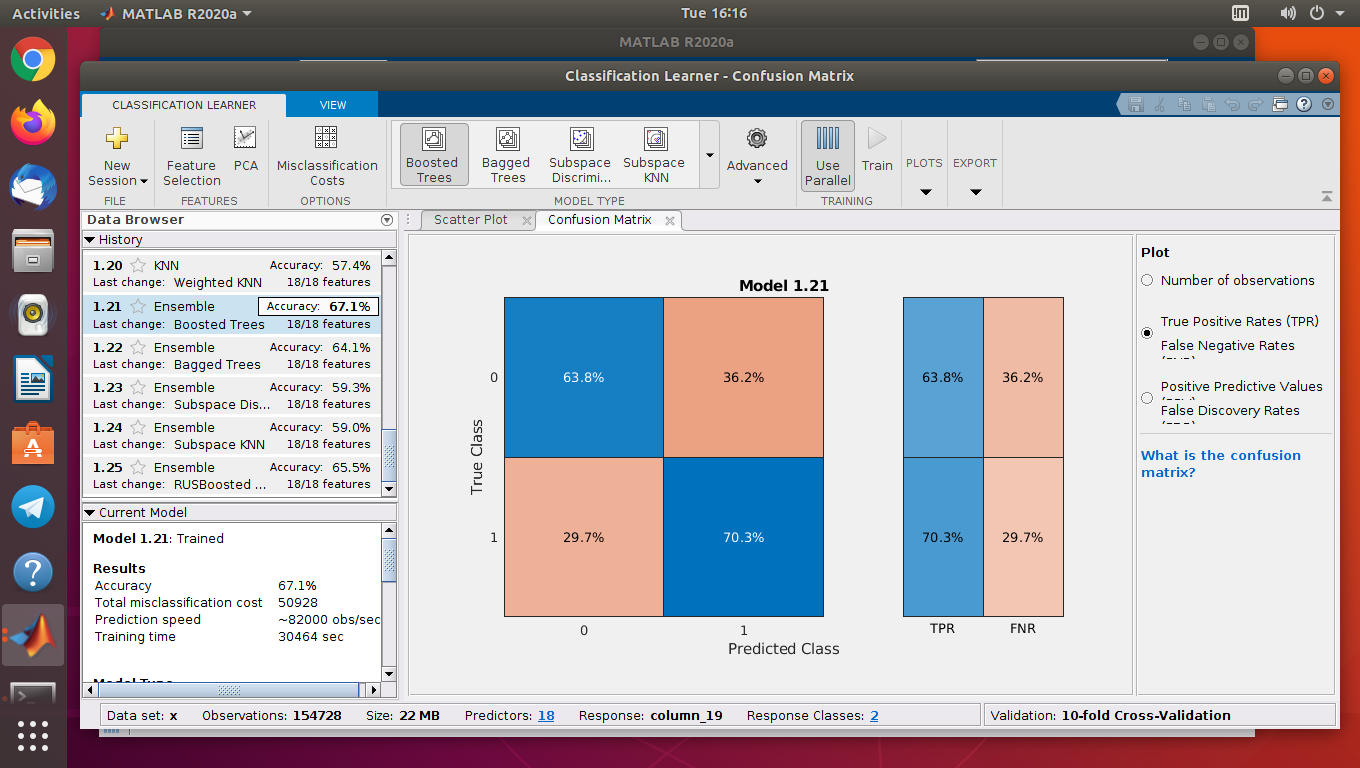 Activities
MATLAB R2020a
Tue 16:16
MATLAB R2020a
Classification Learner - Confusion Matrix
CLASSIFICATION LEARNER
VIEW
New Session
Feature Selection
PCA
Misclassification Costs
Boosted Trees
Bagged Trees
Subspace Discrimi...
Subspace KNN
Advanced
Use Parallel
Train
PLOTS
EXPORT
FILE
FEATURES
OPTIONS
MODEL TYPE
TRAINING
Data Browser
Scatter Plot
Confusion Matrix
History
1.20 KNN Accuracy: 57.4%
Last change: Weighted KNN 18/18 features
1.21 Ensemble Accuracy: 67.1%
Last change: Boosted Trees 18/18 features
1.22 Ensemble Accuracy: 64.1%
Last change: Bagged Trees 18/18 features
1.23 Ensemble Accuracy: 59.3%
Last change: Subspace Dis... 18/18 features
1.24 Ensemble Accuracy: 59.0%
Last change: Subspace KNN 18/18 features
1.25 Ensemble Accuracy: 65.5%
Last change: RUSBoosted ... 18/18 features
Current Model
Model 1.21: Trained
Results
Accuracy 67.1%
Total misclassification cost 50928
Prediction speed ~82000 obs/sec
Training time 30464 sec
Model 1.21
True Class
0
63.8% 36.2%
63.8% 36.2%
1
29.7% 70.3%
70.3% 29.7%
0 1
TPR FNR
Predicted Class
Plot
Number of observations
True Positive Rates (TPR)
False Negative Rates
Positive Predictive Values
False Discovery Rates
What is the confusion
matrix?
Data set: x Observations: 154728 Size: 22 MB Predictors: 18 Response: column_19 Response Classes: 2
Validation: 10-fold Cross-Validation